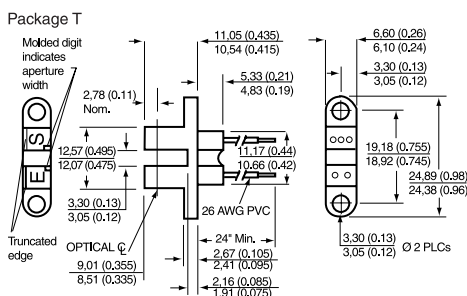 Package T
Molded digit
indicates
aperture
width
2,78 (0.11)
Nom.
11,05 (0.435)
10,54 (0.415)
5,33 (0.21)
4,83 (0.19)
6,60 (0.26)
6,10 (0.24)
3,30 (0.13)
3,05 (0.12)
S
E
12,57 (0.495)
12,07 (0.475)
11,17 (0.44)
10,66 (0.42)
19,18 (0.755)
18,92 (0.745)
24,89 (0.98)
24,38 (0.96)
3,30 (0.13)
3,05 (0.12)
26 AWG PVC
Truncated
edge
OPTICAL ℄
24" Min.
9,01 (0.355)
8,51 (0.335)
2,67 (0.105)
2,41 (0.095)
2,16 (0.085)
1,91 (0.075)
3,30 (0.13)
3,05 (0.12)
Ø 2 PLCs